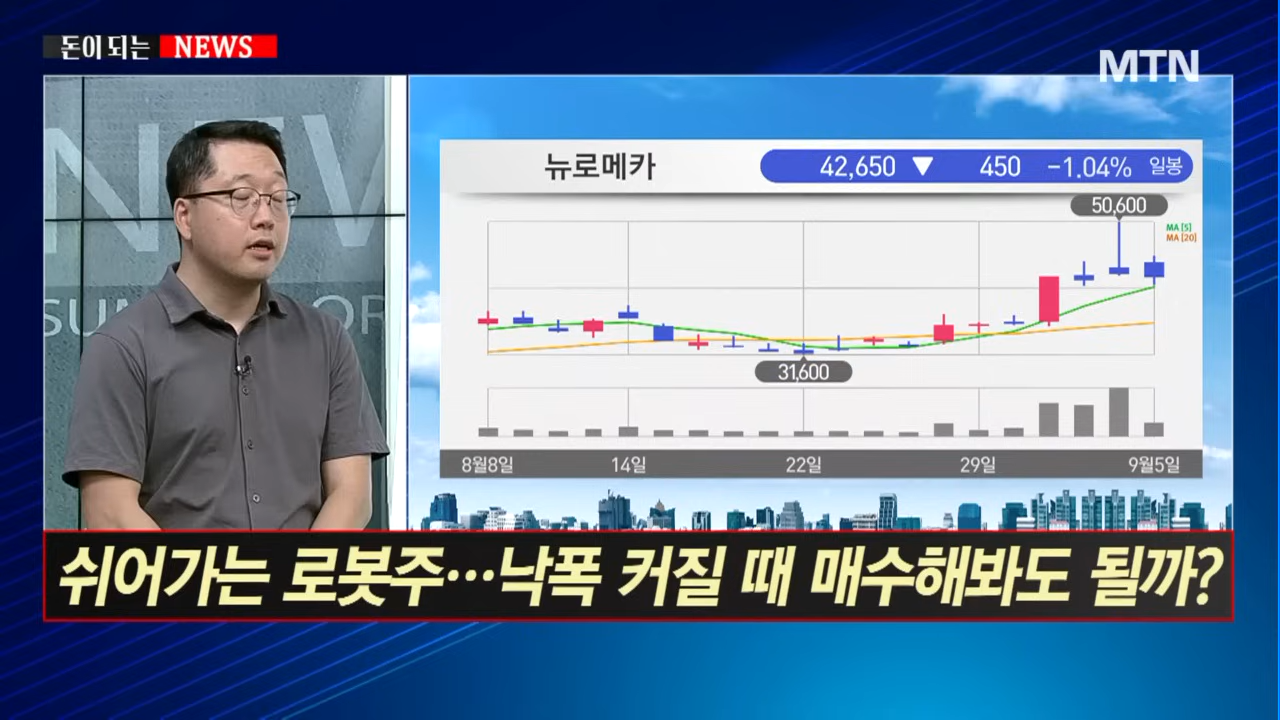 돈이 되는 NEWS
MTN
NEW
SUM
OR
뉴로메카 42,650 ▼ 450 -1.04% 일봉
50,600
MA [5]
MA [20]
31,600
8월8일 14일 22일 29일 9월5일
쉬어가는 로봇주…낙폭 커질 때 매수해봐도 될까?